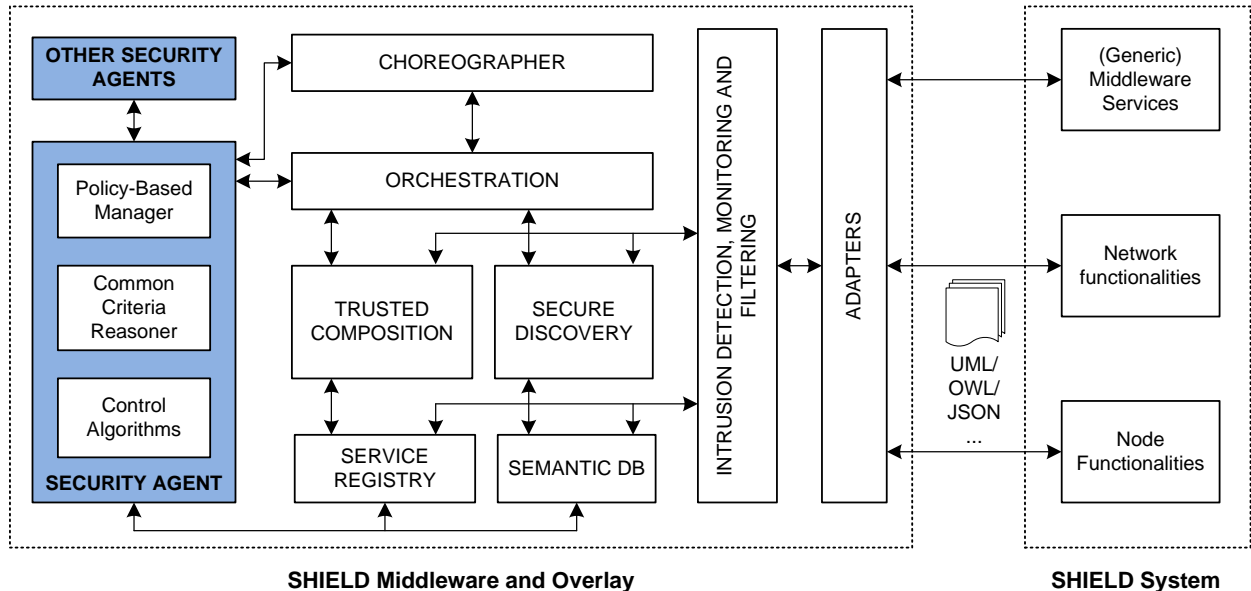 OTHER SECURITY
AGENTS
CHOREOGRAPHER
ORCHESTRATION
Policy-Based
Manager
Common
Criteria
Reasoner
Control
Algorithms
SECURITY AGENT
TRUSTED
COMPOSITION
SECURE
DISCOVERY
SERVICE
REGISTRY
SEMANTIC DB
INTRUSION DETECTION, MONITORING AND
FILTERING
ADAPTERS
UML/
OWL/
JSON
...
(Generic)
Middleware
Services
Network
functionalities
Node
Functionalities
SHIELD Middleware and Overlay
SHIELD System